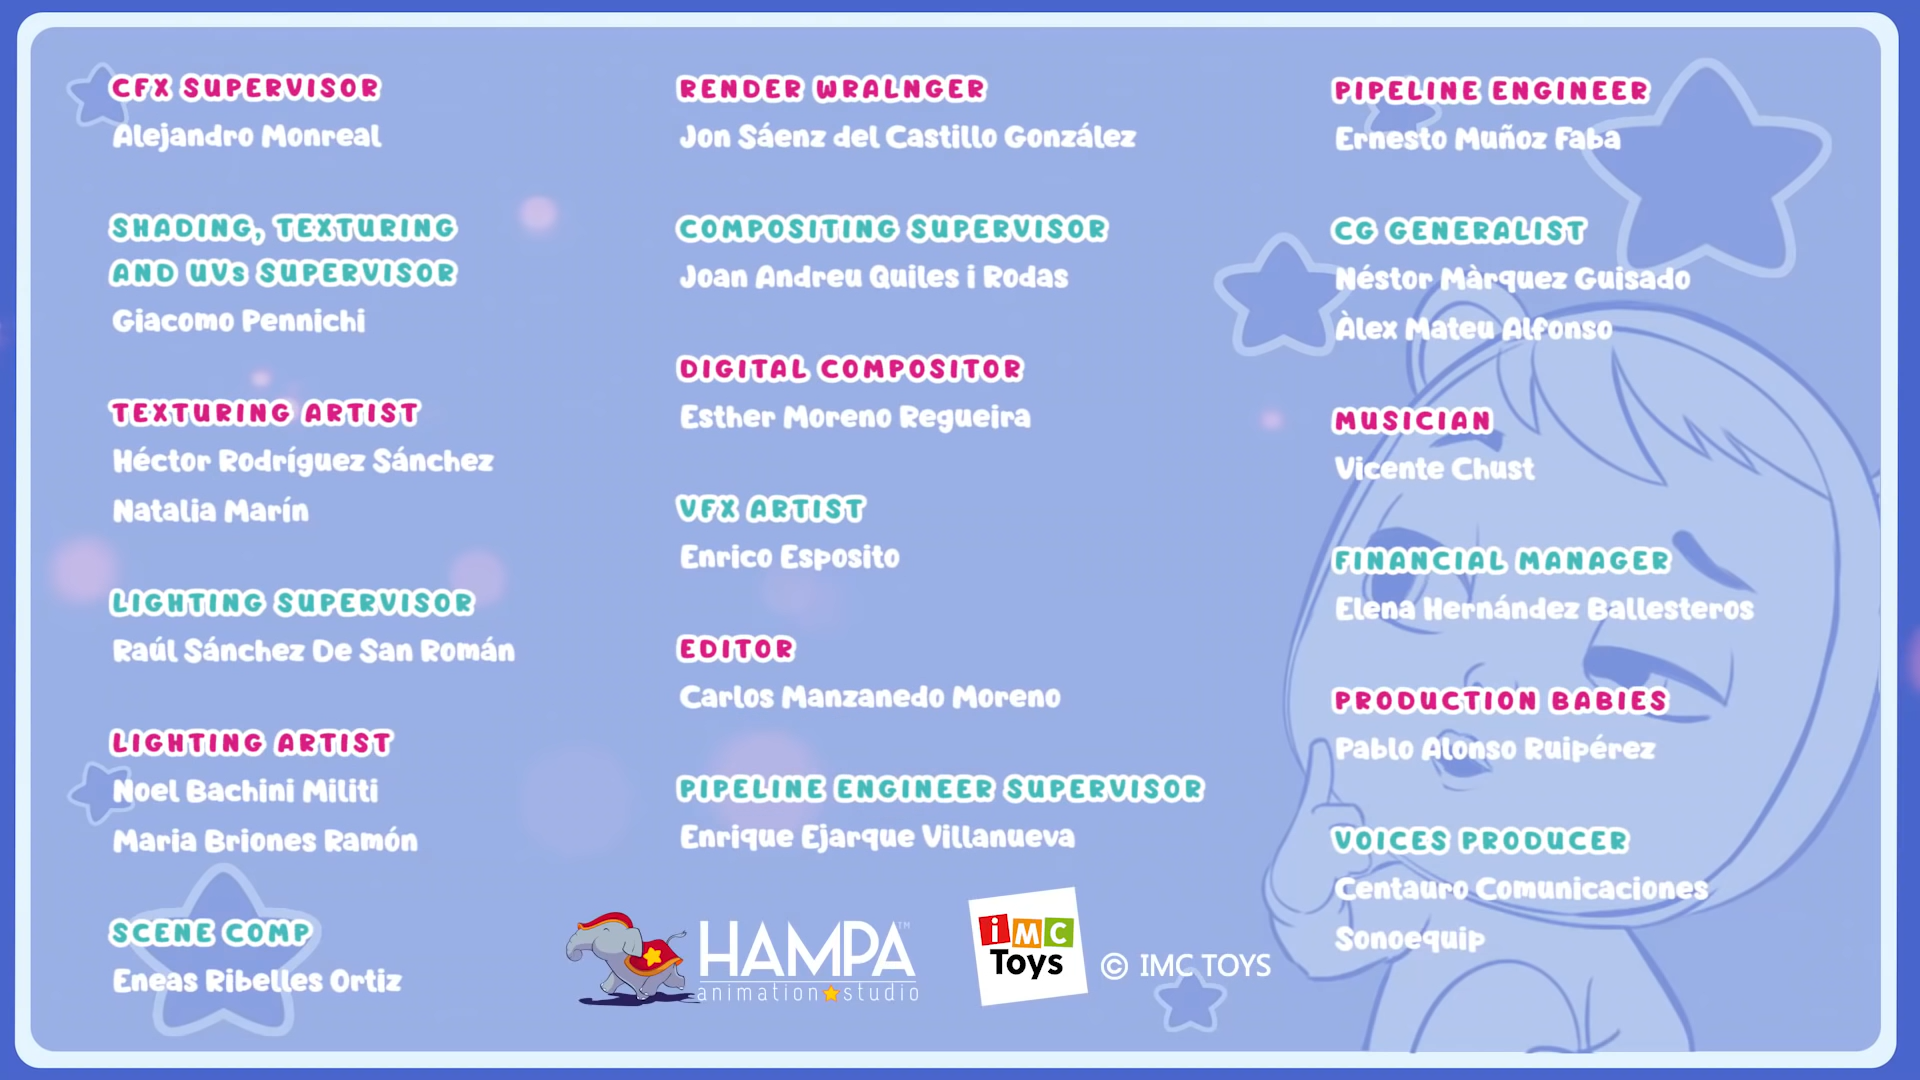 CFX SUPERVISOR
Alejandro Monreal
SHADING, TEXTURING
AND UVs SUPERVISOR
Giacomo Pennichi
TEXTURING ARTIST
Héctor Rodríguez Sánchez
Natalia Marín
LIGHTING SUPERVISOR
Raúl Sánchez De San Román
LIGHTING ARTIST
Noel Bachini Militi
Maria Briones Ramón
SCENE COMP
Eneas Ribelles Ortiz
RENDER WRALNGER
Jon Sáenz del Castillo González
COMPOSITING SUPERVISOR
Joan Andreu Quiles i Rodas
DIGITAL COMPOSITOR
Esther Moreno Regueira
VFX ARTIST
Enrico Esposito
EDITOR
Carlos Manzanedo Moreno
PIPELINE ENGINEER SUPERVISOR
Enrique Ejarque Villanueva
PIPELINE ENGINEER
Ernesto Muñoz Faba
CG GENERALIST
Néstor Màrquez Guisado
Àlex Mateu Alfonso
MUSICIAN
Vicente Chust
FINANCIAL MANAGER
Elena Hernández Ballesteros
PRODUCTION BABIES
Pablo Alonso Ruipérez
VOICES PRODUCER
Centauro Comunicaciones
Sonoequip
HAMPA™
animation studio
iMC
Toys
© IMC TOYS